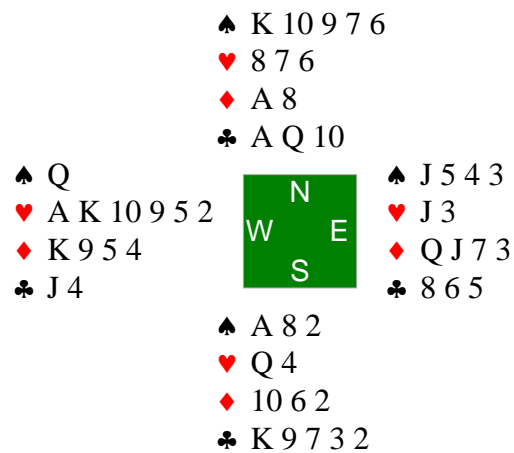 ♠ K 10 9 7 6
♥ 8 7 6
♦ A 8
♣ A Q 10
♠ Q
♥ A K 10 9 5 2
♦ K 9 5 4
♣ J 4
N
W E
S
♠ J 5 4 3
♥ J 3
♦ Q J 7 3
♣ 8 6 5
♠ A 8 2
♥ Q 4
♦ 10 6 2
♣ K 9 7 3 2